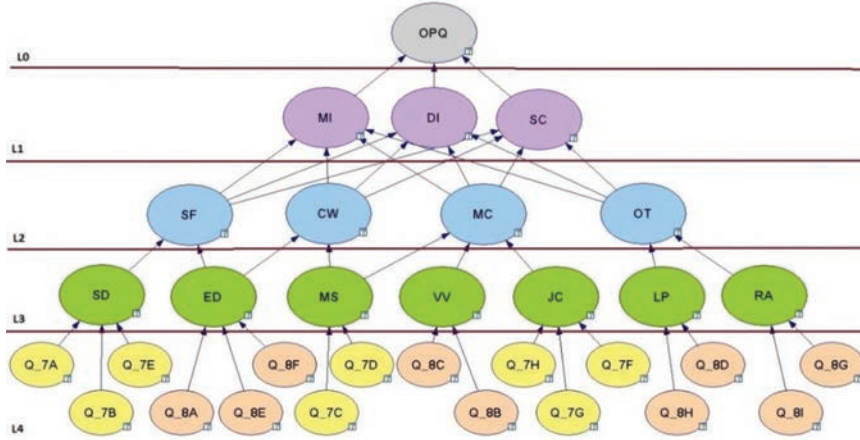 OPQ
L0
MI DI SC
L1
SF CW MC OT
L2
SD ED MS VV JC LP RA
L3
Q_7A Q_7E Q_8F Q_7D Q_8C Q_7H Q_7F Q_8D Q_8G
Q_7B Q_8A Q_8E Q_7C Q_8B Q_7G Q_8H Q_8I
L4